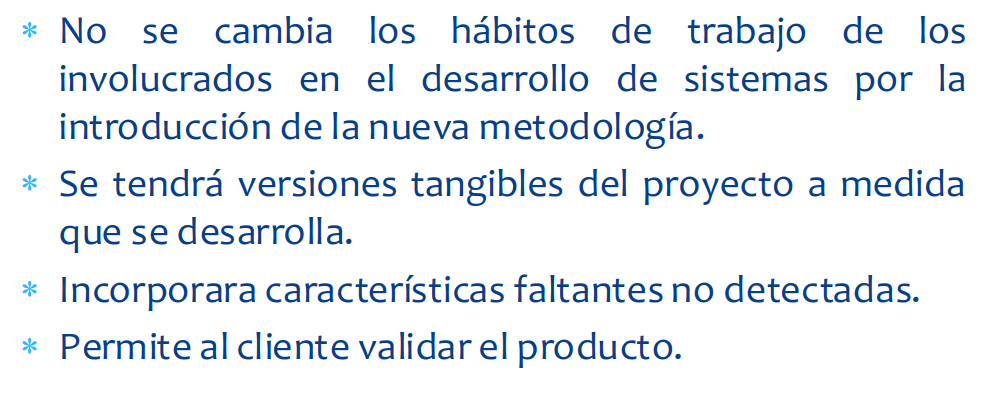 * No se cambia los hábitos de trabajo de los
involucrados en el desarrollo de sistemas por la
introducción de la nueva metodología.
* Se tendrá versiones tangibles del proyecto a medida
que se desarrolla.
* Incorporara características faltantes no detectadas.
* Permite al cliente validar el producto.